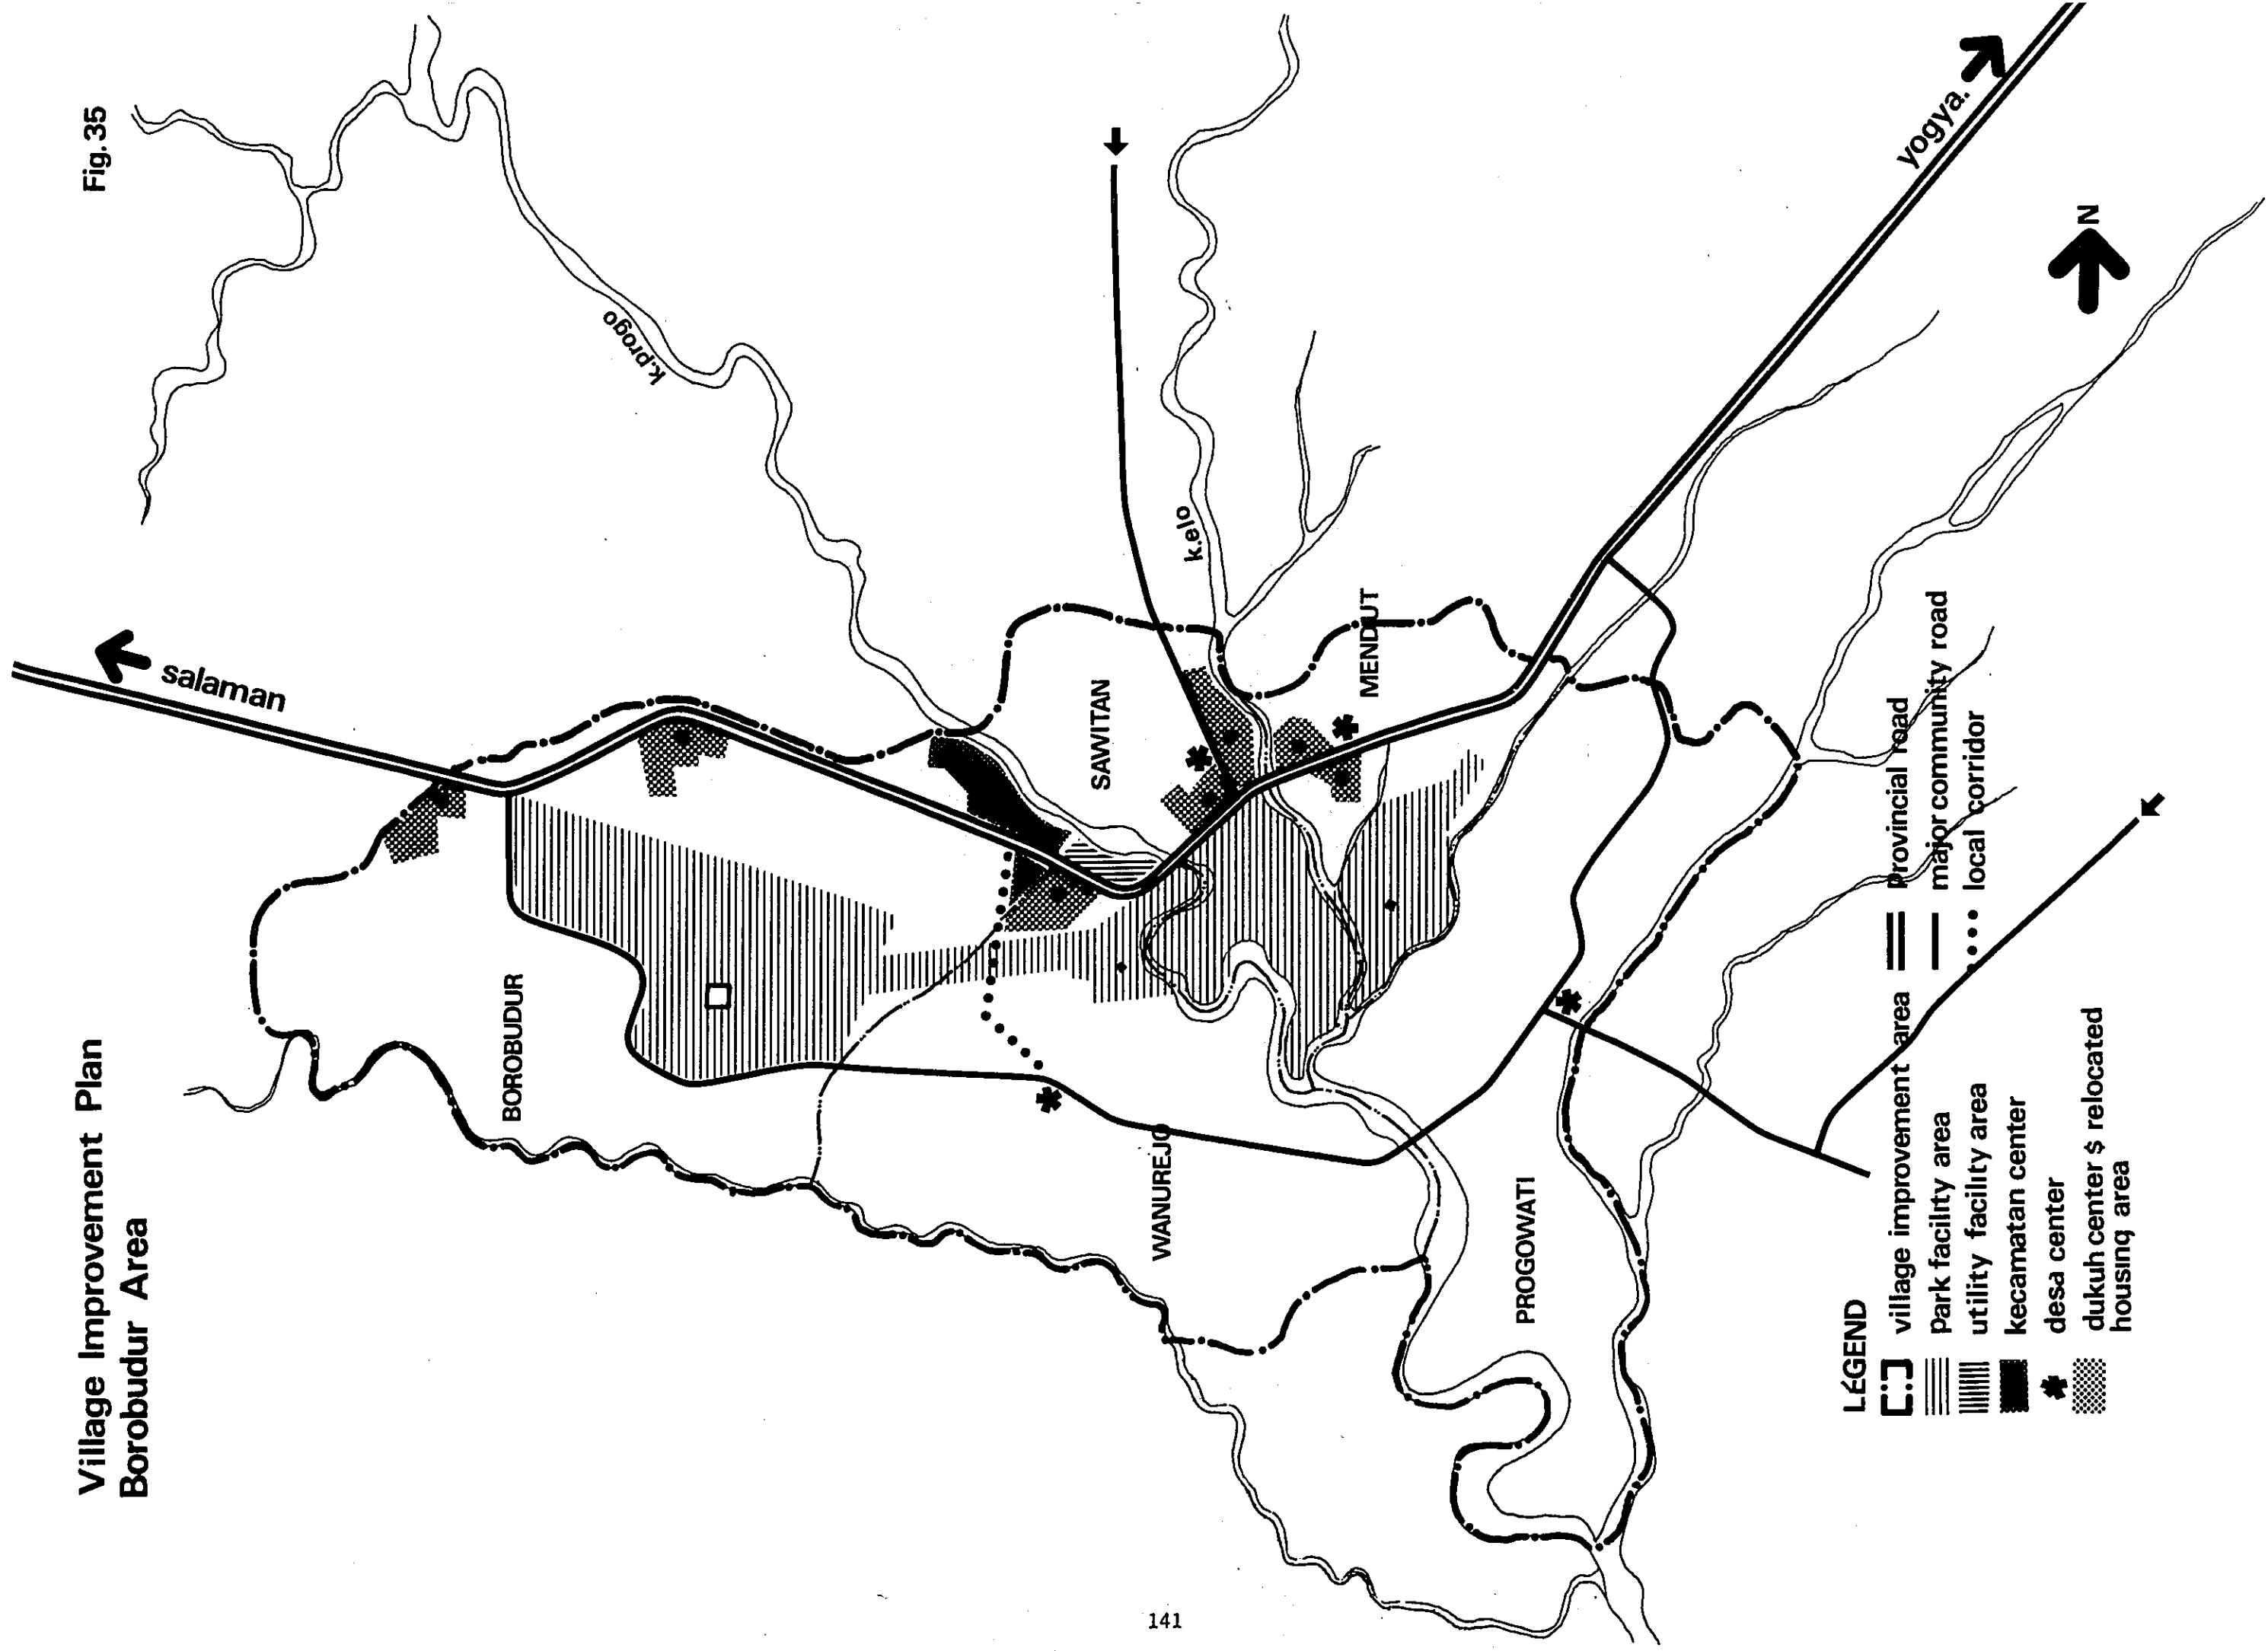 Village Improvement Plan
Borobudur Area
Fig. 35
salaman
k.progo
k.elo
yogya.
N
BOROBUDUR
SAWITAN
MENDUT
WANUREJO
PROGOWATI
LÉGEND
village improvement area
park facility area
utility facility area
kecamatan center
desa center
dukuh center $ relocated
housing area
provincial road
major community road
local corridor
141